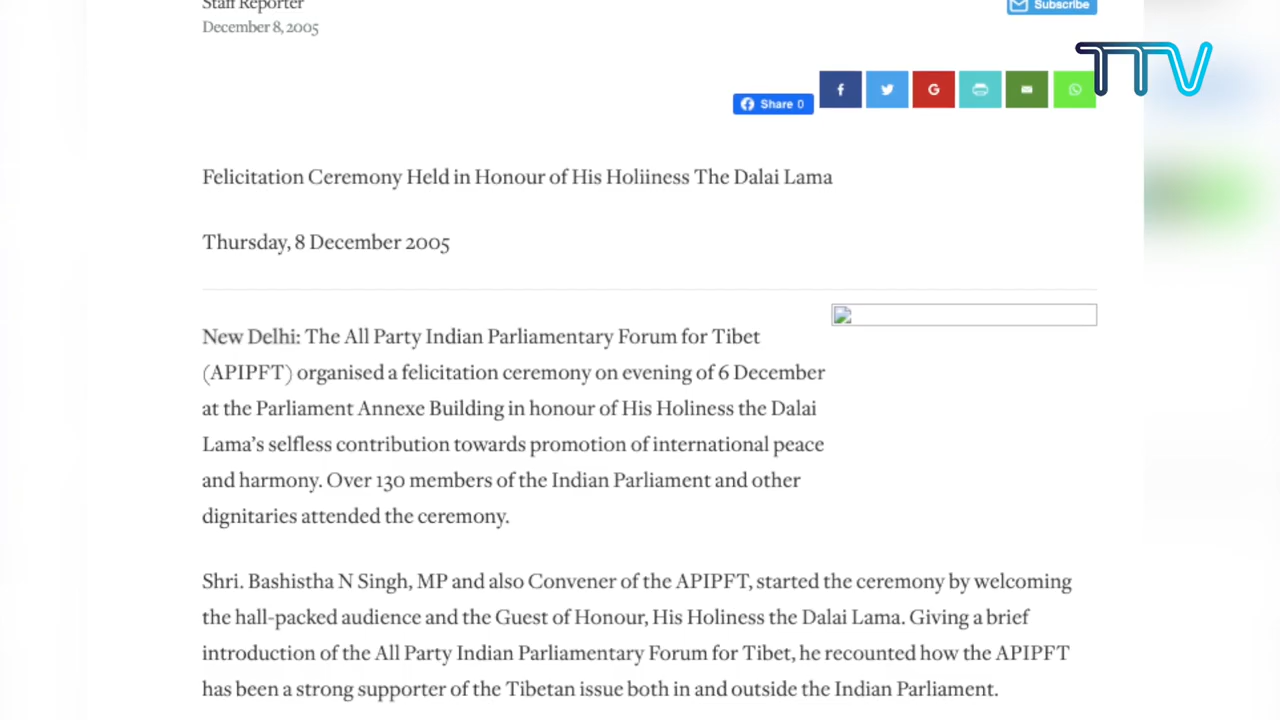 Staff Reporter
December 8, 2005
Subscribe
TTV
Share 0
Felicitation Ceremony Held in Honour of His Holiiness The Dalai Lama
Thursday, 8 December 2005
New Delhi: The All Party Indian Parliamentary Forum for Tibet
(APIPFT) organised a felicitation ceremony on evening of 6 December
at the Parliament Annexe Building in honour of His Holiness the Dalai
Lama's selfless contribution towards promotion of international peace
and harmony. Over 130 members of the Indian Parliament and other
dignitaries attended the ceremony.
Shri. Bashistha N Singh, MP and also Convener of the APIPFT, started the ceremony by welcoming
the hall-packed audience and the Guest of Honour, His Holiness the Dalai Lama. Giving a brief
introduction of the All Party Indian Parliamentary Forum for Tibet, he recounted how the APIPFT
has been a strong supporter of the Tibetan issue both in and outside the Indian Parliament.